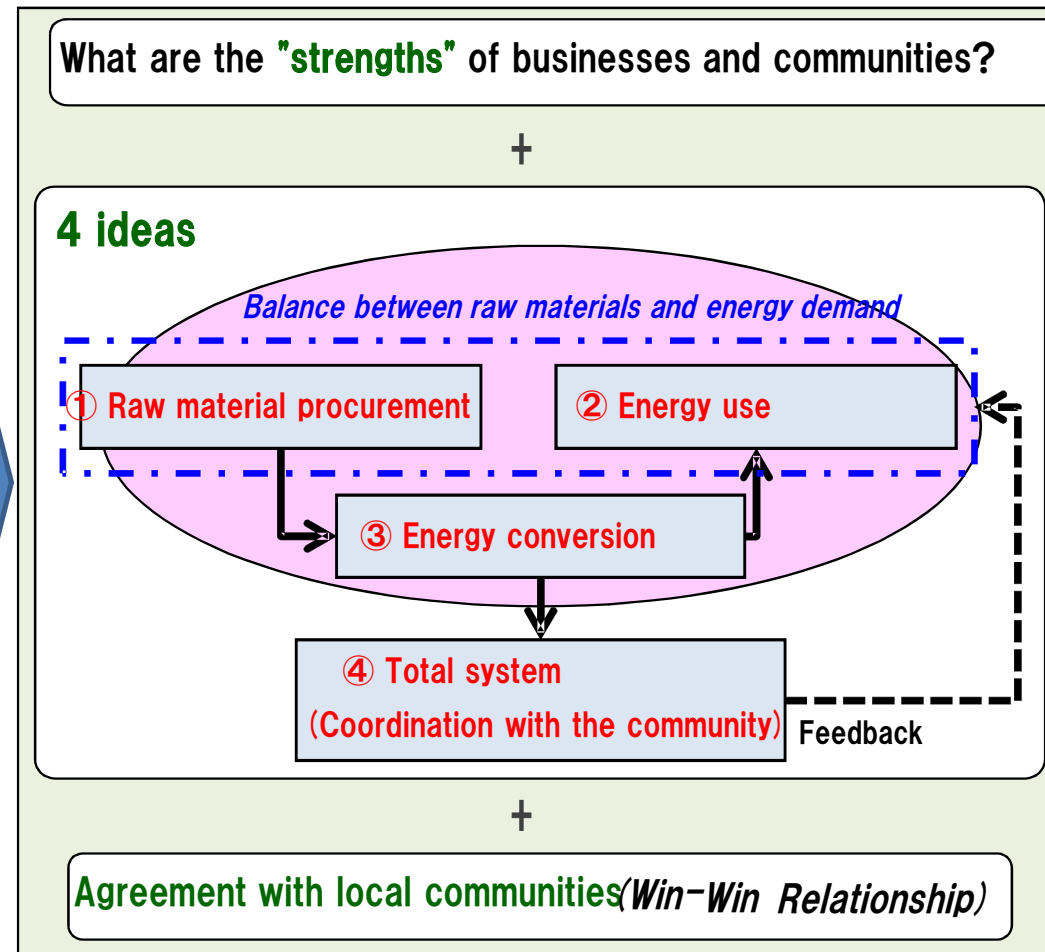 What are the "strengths" of businesses and communities?
+
4 ideas
Balance between raw materials and energy demand
① Raw material procurement
② Energy use
③ Energy conversion
④ Total system
(Coordination with the community)
Feedback
+
Agreement with local communities(Win-Win Relationship)